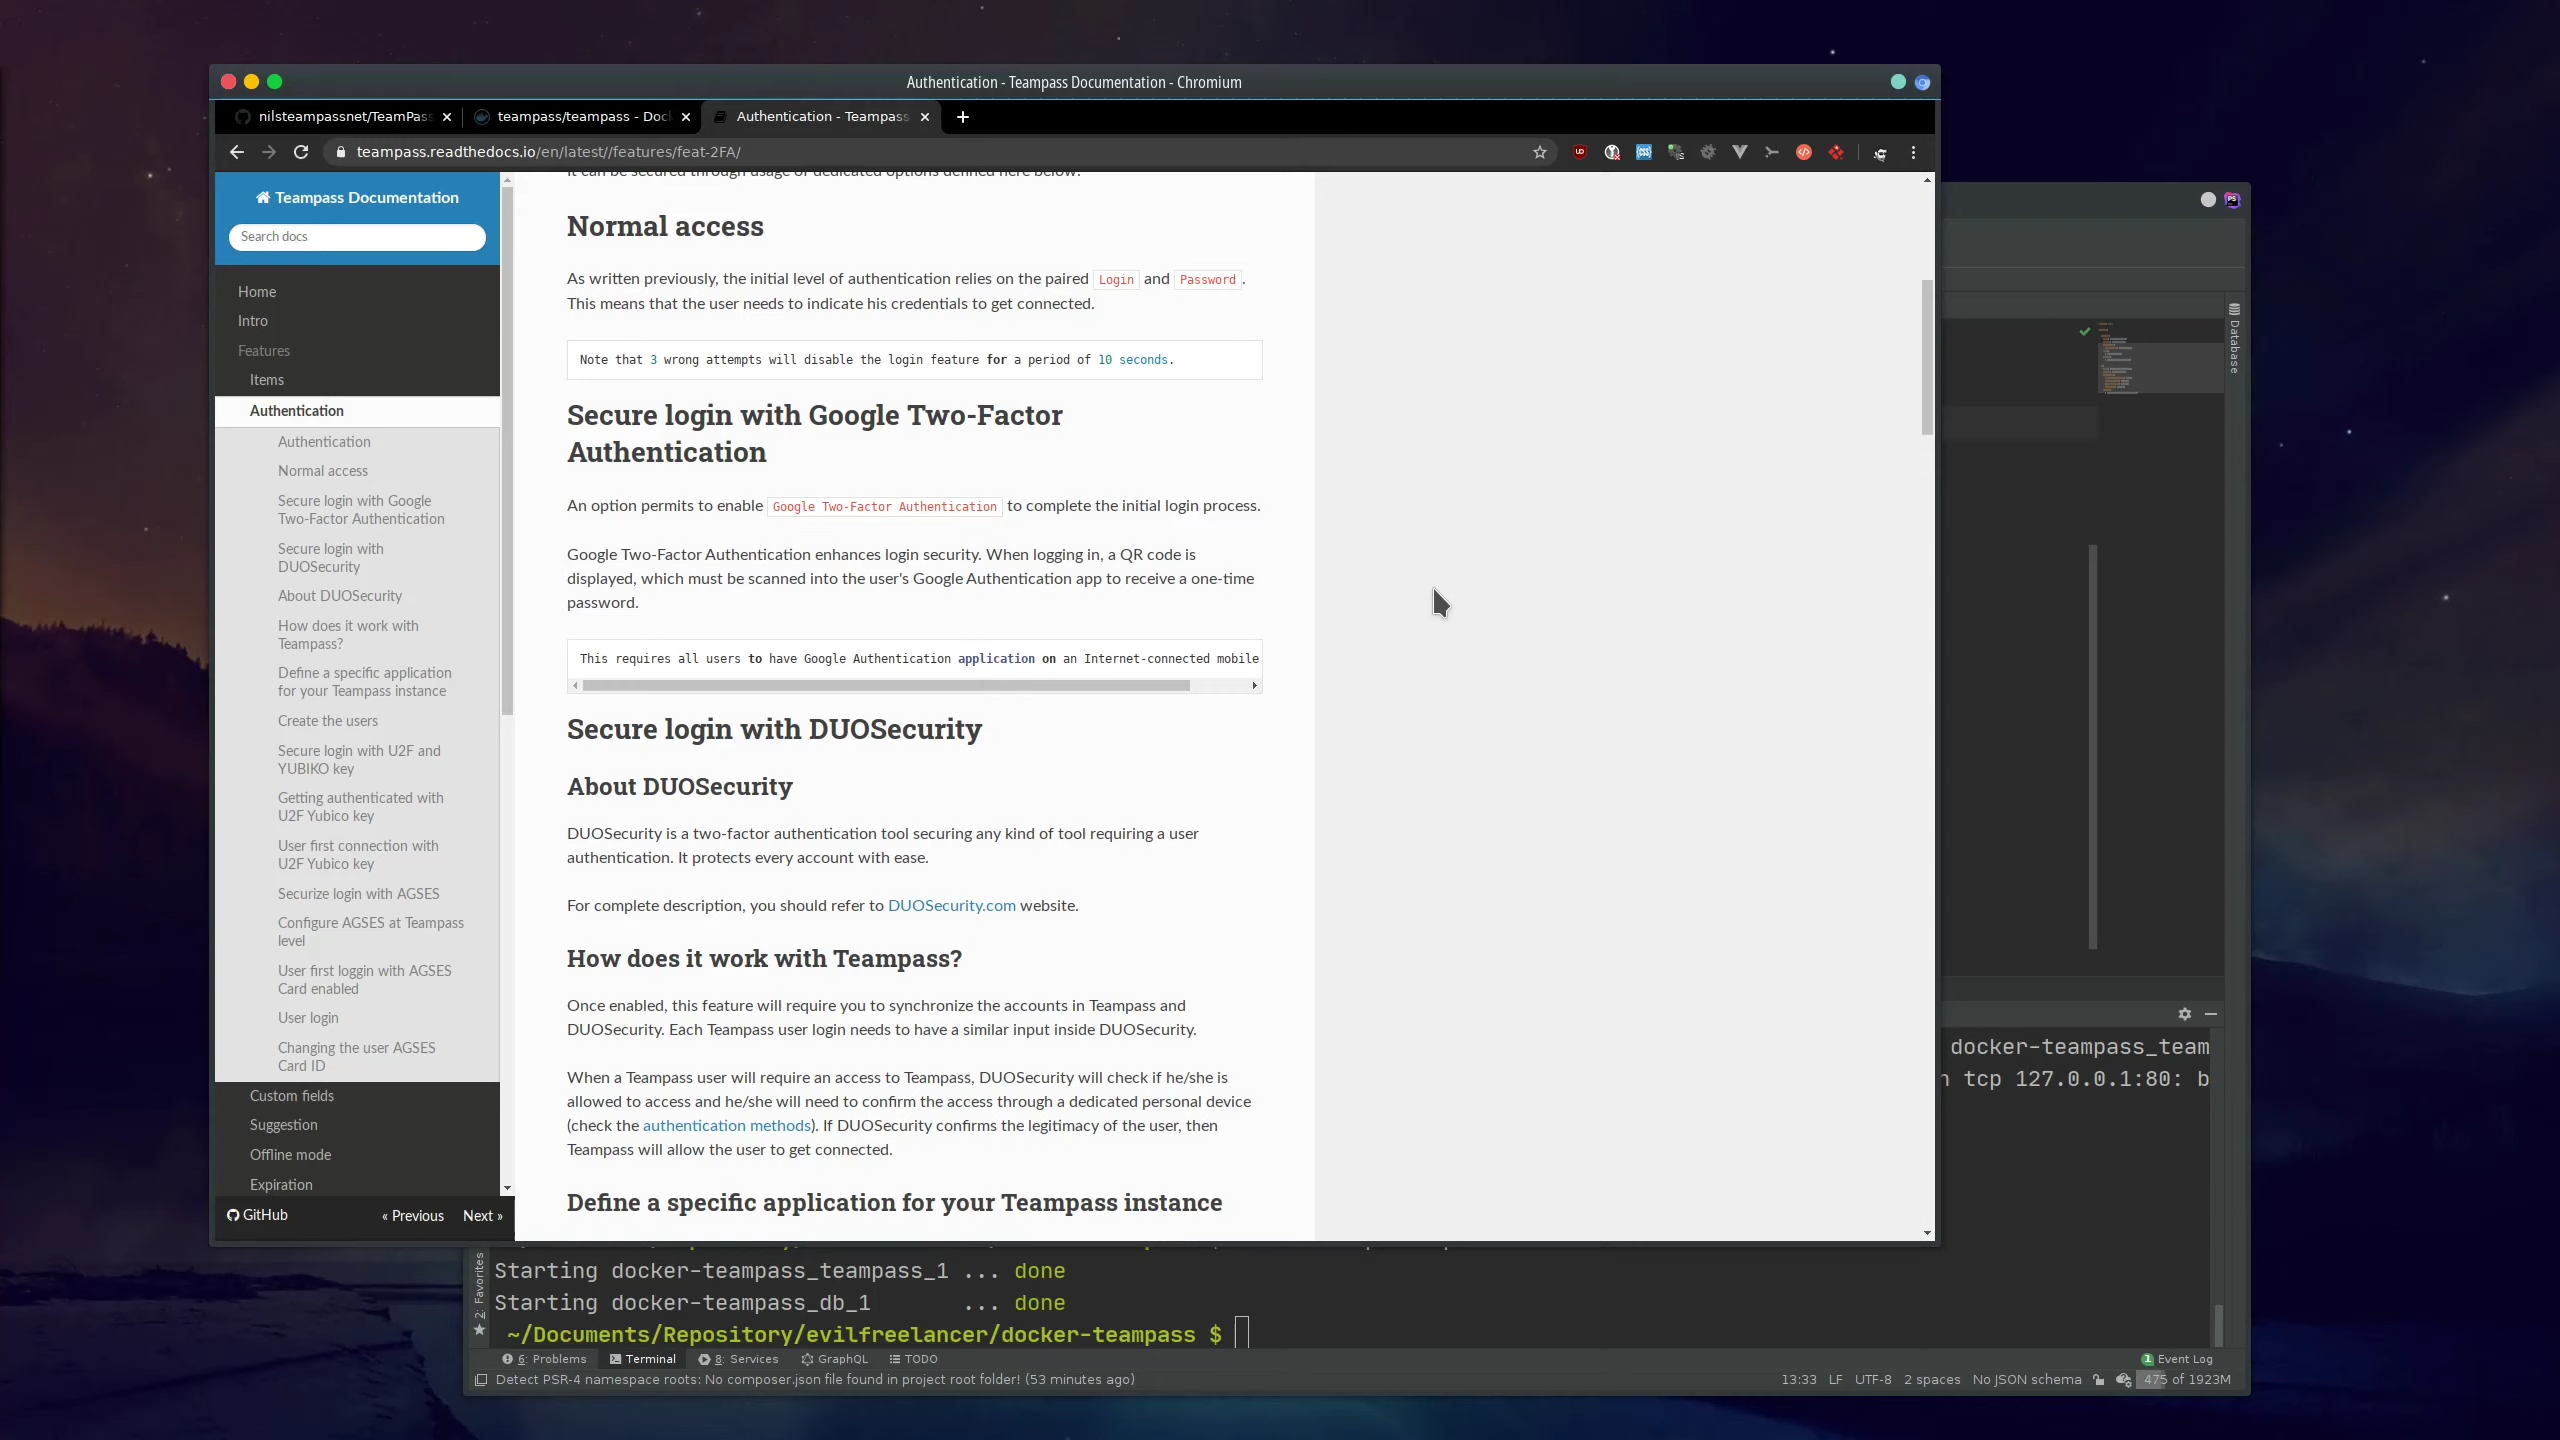 Authentication - Teampass Documentation - Chromium
nilsteampassnet/TeamPass
teampass/teampass - Dock
Authentication - Teampass
teampass.readthedocs.io/en/latest//features/feat-2FA/
Teampass Documentation
Search docs
Home
Intro
Features
Items
Authentication
Authentication
Normal access
Secure login with Google
Two-Factor Authentication
Secure login with
DUOSecurity
About DUOSecurity
How does it work with
Teampass?
Define a specific application
for your Teampass instance
Create the users
Secure login with U2F and
YUBIKO key
Getting authenticated with
U2F Yubico key
User first connection with
U2F Yubico key
Securize login with AGSES
Configure AGSES at Teampass
level
User first loggin with AGSES
Card enabled
User login
Changing the user AGSES
Card ID
Custom fields
Suggestion
Offline mode
Expiration
GitHub
« Previous
Next »
It can be secured through usage of dedicated options defined here below.
Normal access
As written previously, the initial level of authentication relies on the paired Login and Password.
This means that the user needs to indicate his credentials to get connected.
Note that 3 wrong attempts will disable the login feature for a period of 10 seconds.
Secure login with Google Two-Factor
Authentication
An option permits to enable Google Two-Factor Authentication to complete the initial login process.
Google Two-Factor Authentication enhances login security. When logging in, a QR code is
displayed, which must be scanned into the user's Google Authentication app to receive a one-time
password.
This requires all users to have Google Authentication application on an Internet-connected mobile
Secure login with DUOSecurity
About DUOSecurity
DUOSecurity is a two-factor authentication tool securing any kind of tool requiring a user
authentication. It protects every account with ease.
For complete description, you should refer to DUOSecurity.com website.
How does it work with Teampass?
Once enabled, this feature will require you to synchronize the accounts in Teampass and
DUOSecurity. Each Teampass user login needs to have a similar input inside DUOSecurity.
When a Teampass user will require an access to Teampass, DUOSecurity will check if he/she is
allowed to access and he/she will need to confirm the access through a dedicated personal device
(check the authentication methods). If DUOSecurity confirms the legitimacy of the user, then
Teampass will allow the user to get connected.
Define a specific application for your Teampass instance
Database
docker-teampass_team
n tcp 127.0.0.1:80: b
2: Favorites
Starting docker-teampass_teampass_1 ... done
Starting docker-teampass_db_1 ... done
~/Documents/Repository/evilfreelancer/docker-teampass $
6: Problems
Terminal
8: Services
GraphQL
TODO
1 Event Log
Detect PSR-4 namespace roots: No composer.json file found in project root folder! (53 minutes ago)
13:33 LF UTF-8 2 spaces No JSON schema 475 of 1923M